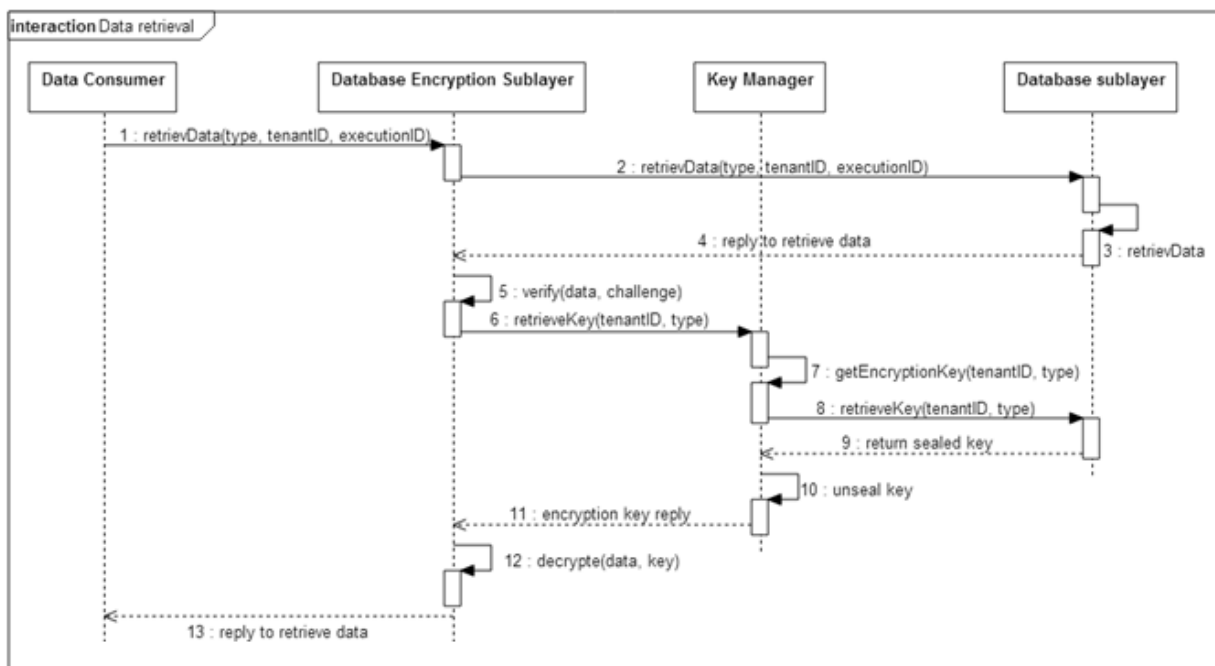 interaction Data retrieval
Data Consumer
Database Encryption Sublayer
Key Manager
Database sublayer
1 : retrievData(type, tenantID, executionID)
2 : retrievData(type, tenantID, executionID)
3 : retrievData
4 : reply to retrieve data
5 : verify(data, challenge)
6 : retrieveKey(tenantID, type)
7 : getEncryptionKey(tenantID, type)
8 : retrieveKey(tenantID, type)
9 : return sealed key
10 : unseal key
11 : encryption key reply
12 : decrypte(data, key)
13 : reply to retrieve data